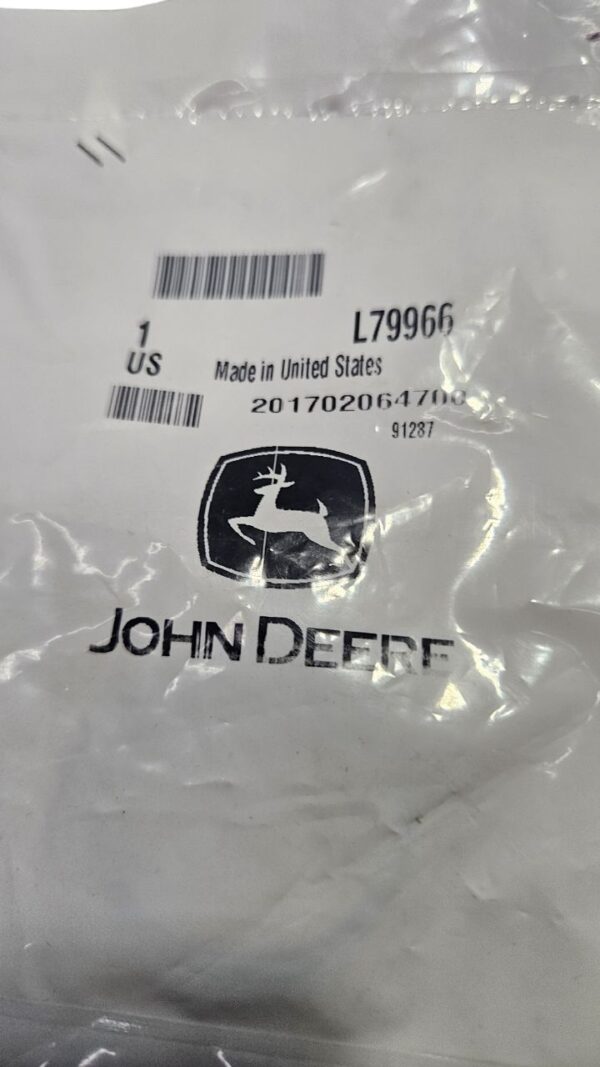 1
L79966
US
Made in United States
201702064700
91287
JOHN DEERE